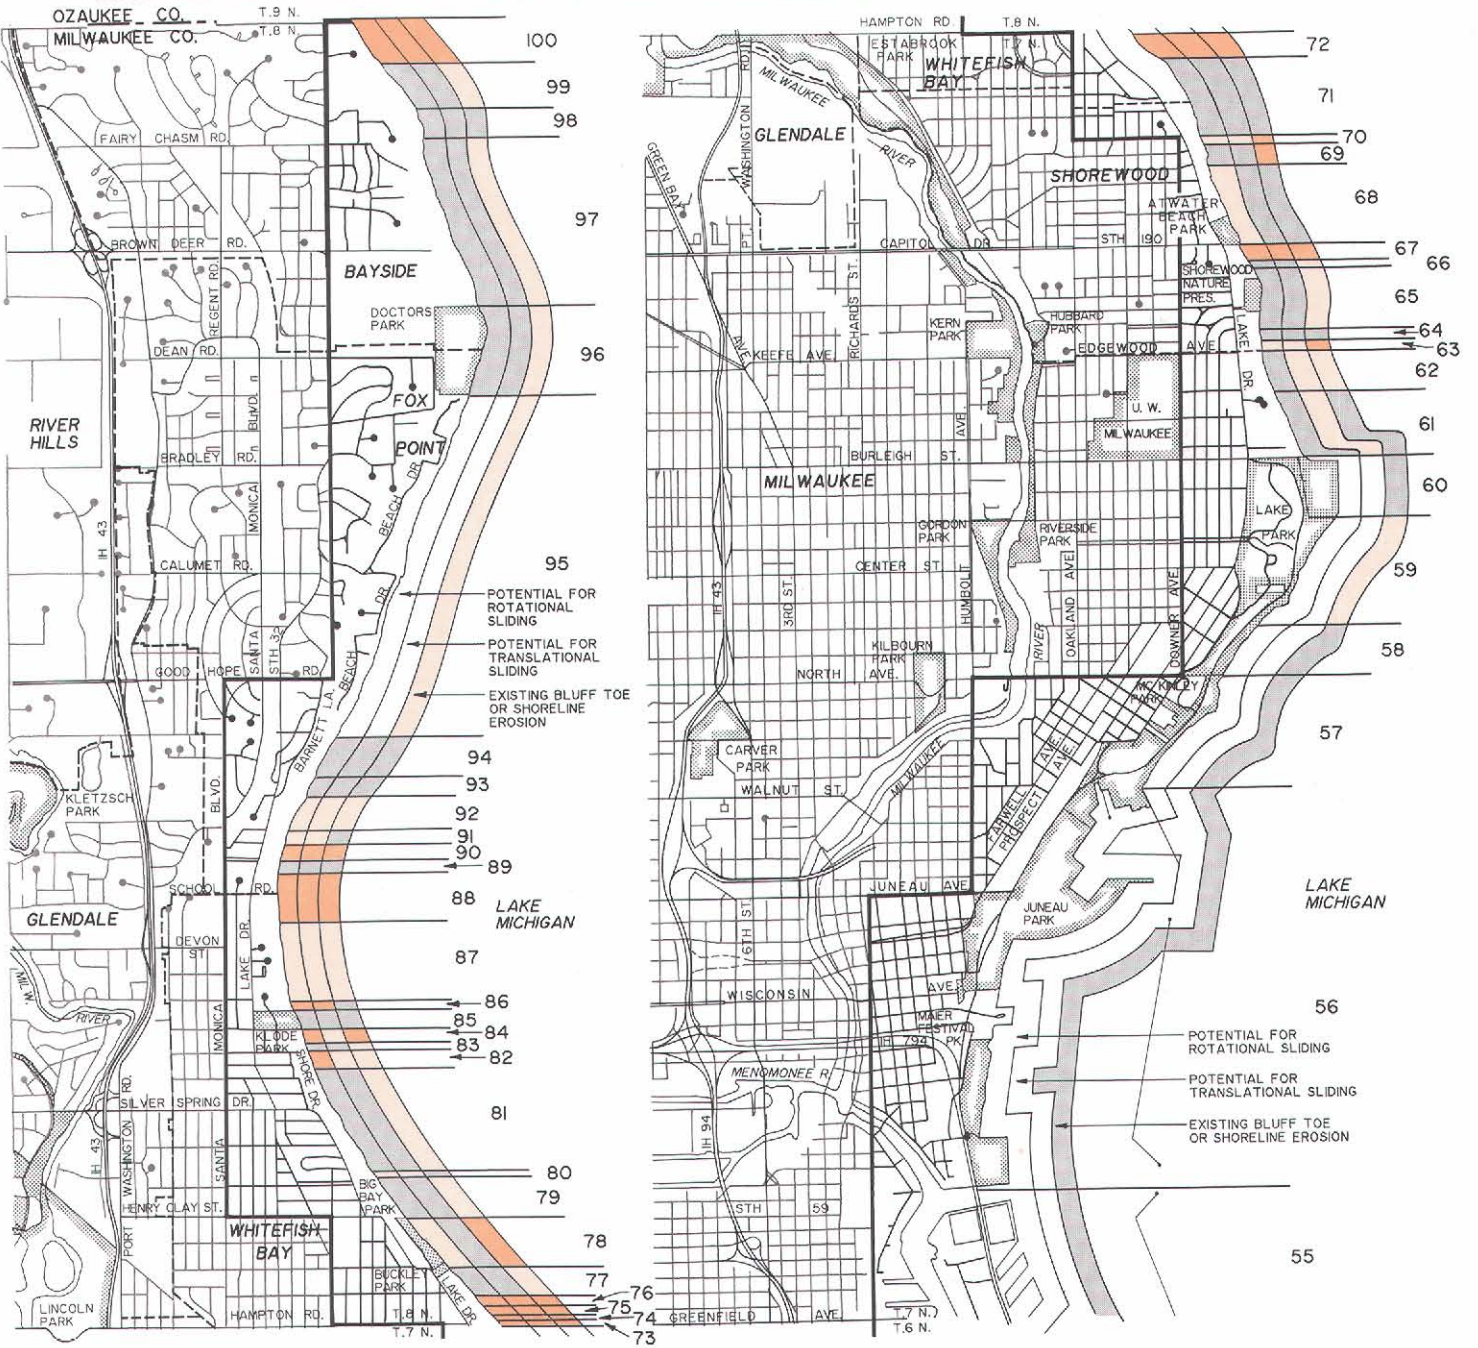 OZAUKEE CO.
MILWAUKEE CO.
T.9 N.
T.8 N.
100
99
98
FAIRY CHASM RD.
97
BROWN DEER RD.
BAYSIDE
REGENT RD.
DOCTORS
PARK
DEAN RD.
96
FOX
POINT
RIVER
HILLS
BLVD.
BRADLEY RD.
MONICA
BEACH DR.
IH 43
CALUMET RD.
95
POTENTIAL FOR
ROTATIONAL
SLIDING
SANTA
STH 32
BEACH DR.
POTENTIAL FOR
TRANSLATIONAL
SLIDING
GOOD HOPE RD.
EXISTING BLUFF TOE
OR SHORELINE
EROSION
BARNETT LA.
94
93
KLETZSCH
PARK
BLVD.
92
91
90
89
SCHOOL RD.
88
LAKE
MICHIGAN
GLENDALE
DEVON
ST.
LAKE DR.
87
MILW.
RIVER
MONICA
86
85
84
83
82
KLODE
PARK
SHORE DR.
SILVER SPRING DR.
81
IH 43
PORT WASHINGTON RD.
SANTA
80
79
BIG
BAY
PARK
HENRY CLAY ST.
WHITEFISH
BAY
78
77
76
75
74
73
BUCKLEY
PARK
LAKE DR.
LINCOLN
PARK
HAMPTON RD.
T.8 N.
T.7 N.
HAMPTON RD.
T.8 N.
T.7 N.
ESTABROOK
PARK
WHITEFISH
BAY
72
71
70
69
68
MILWAUKEE
RIVER
GLENDALE
PT. WASHINGTON RD.
GREEN BAY
AVE.
SHOREWOOD
ATWATER
BEACH
PARK
CAPITOL DR.
STH 190
67
66
65
64
63
62
61
60
59
58
57
56
55
SHOREWOOD
NATURE
PRES.
RICHARDS ST.
KERN
PARK
HUBBARD
PARK
LAKE DR.
KEEFE AVE.
EDGEWOOD AVE.
U. W.
MILWAUKEE
BURLEIGH ST.
MILWAUKEE
HUMBOLT AVE.
LAKE
PARK
GORDON
PARK
RIVERSIDE
PARK
CENTER ST.
IH 43
3RD ST.
OAKLAND AVE.
DOWNER AVE.
RIVER
KILBOURN
PARK
NORTH AVE.
MC KINLEY
PARK
CARVER
PARK
WALNUT ST.
MILWAUKEE
FARWELL AVE.
PROSPECT AVE.
JUNEAU AVE.
JUNEAU
PARK
LAKE
MICHIGAN
6TH ST.
WISCONSIN AVE.
MAIER
FESTIVAL
PK.
IH 794
MENOMONEE R.
IH 94
POTENTIAL FOR
ROTATIONAL SLIDING
POTENTIAL FOR
TRANSLATIONAL SLIDING
EXISTING BLUFF TOE
OR SHORELINE EROSION
STH 59
GREENFIELD AVE.
T.7 N.
T.6 N.